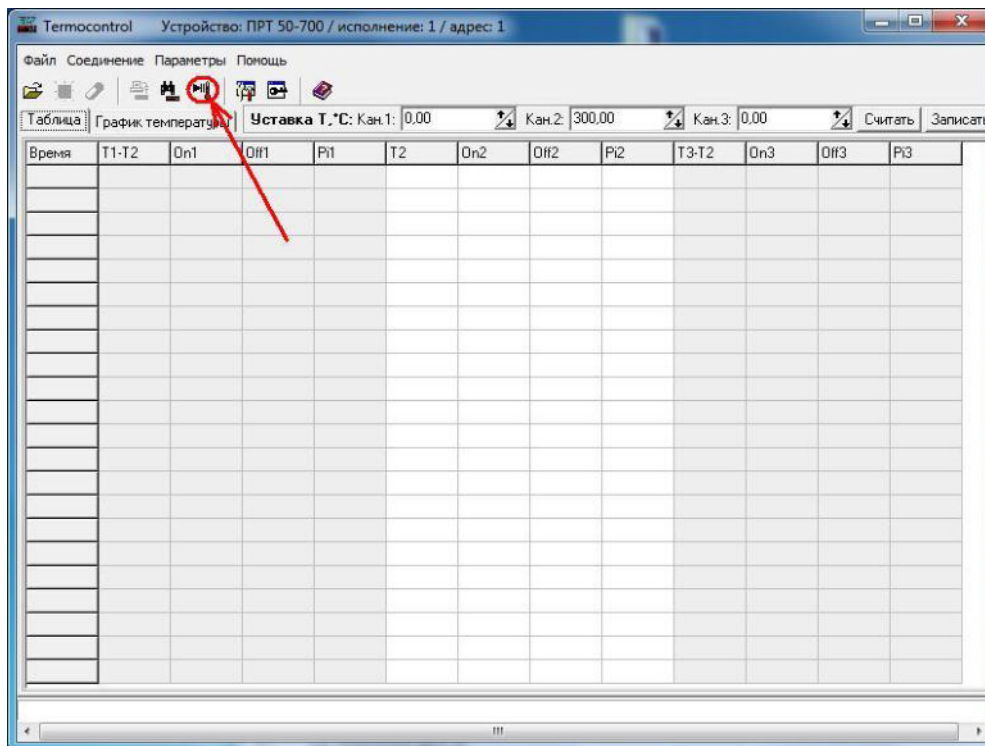 Termocontrol Устройство: ПРТ 50-700 / исполнение: 1 / адрес: 1
Файл Соединение Параметры Помощь
Таблица График температуры Уставка T,°C: Кан.1: 0,00 Кан.2: 300,00 Кан.3: 0,00 Считать Записать
Время T1-T2 On1 Off1 Pi1 T2 On2 Off2 Pi2 T3-T2 On3 Off3 Pi3